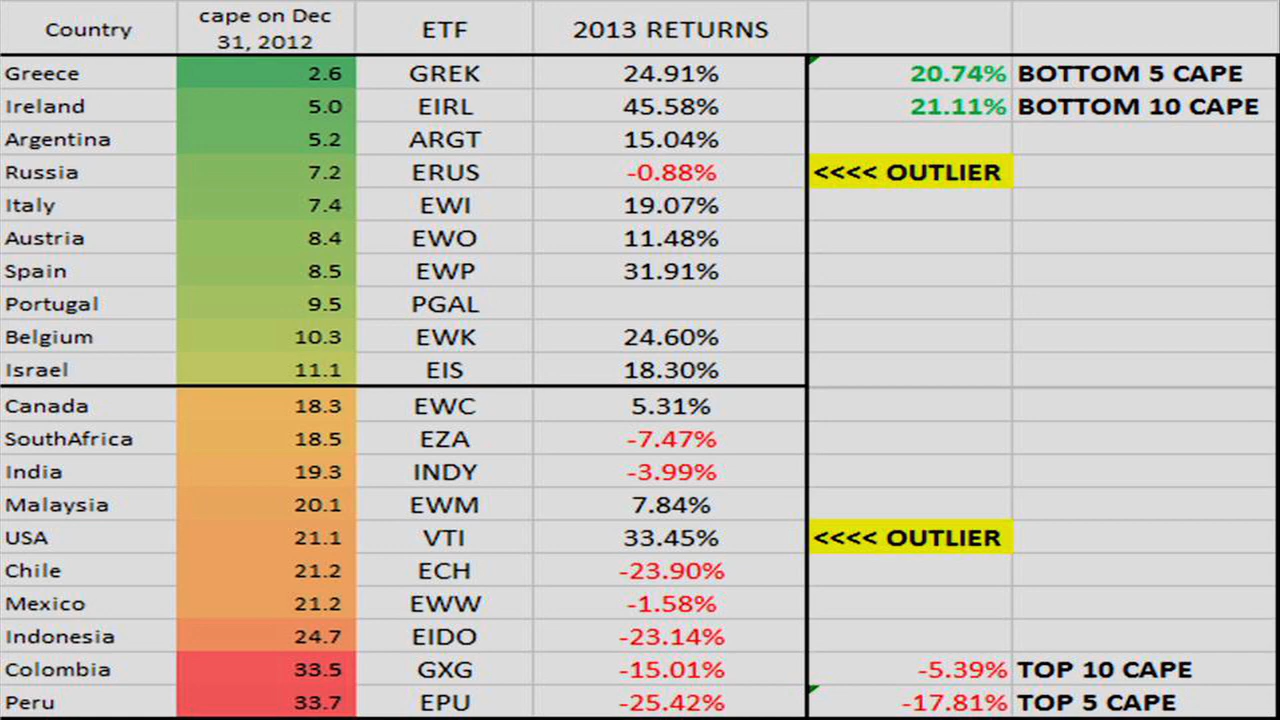 Country cape on Dec 31, 2012 ETF 2013 RETURNS
Greece 2.6 GREK 24.91% 20.74% BOTTOM 5 CAPE
Ireland 5.0 EIRL 45.58% 21.11% BOTTOM 10 CAPE
Argentina 5.2 ARGT 15.04%
Russia 7.2 ERUS -0.88% <<<< OUTLIER
Italy 7.4 EWI 19.07%
Austria 8.4 EWO 11.48%
Spain 8.5 EWP 31.91%
Portugal 9.5 PGAL
Belgium 10.3 EWK 24.60%
Israel 11.1 EIS 18.30%
Canada 18.3 EWC 5.31%
SouthAfrica 18.5 EZA -7.47%
India 19.3 INDY -3.99%
Malaysia 20.1 EWM 7.84%
USA 21.1 VTI 33.45% <<<< OUTLIER
Chile 21.2 ECH -23.90%
Mexico 21.2 EWW -1.58%
Indonesia 24.7 EIDO -23.14%
Colombia 33.5 GXG -15.01% -5.39% TOP 10 CAPE
Peru 33.7 EPU -25.42% -17.81% TOP 5 CAPE